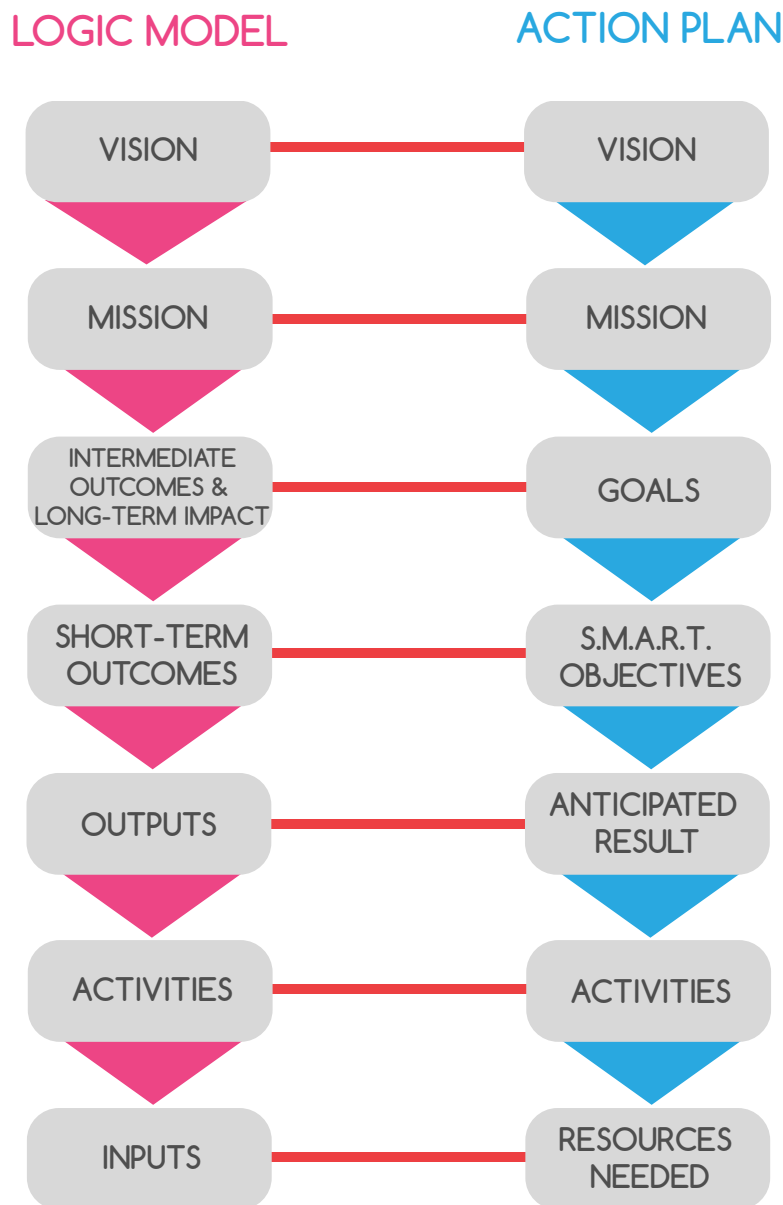 LOGIC MODEL
ACTION PLAN
VISION
VISION
MISSION
MISSION
INTERMEDIATE
OUTCOMES &
LONG-TERM IMPACT
GOALS
SHORT-TERM
OUTCOMES
S.M.A.R.T.
OBJECTIVES
OUTPUTS
ANTICIPATED
RESULT
ACTIVITIES
ACTIVITIES
INPUTS
RESOURCES
NEEDED